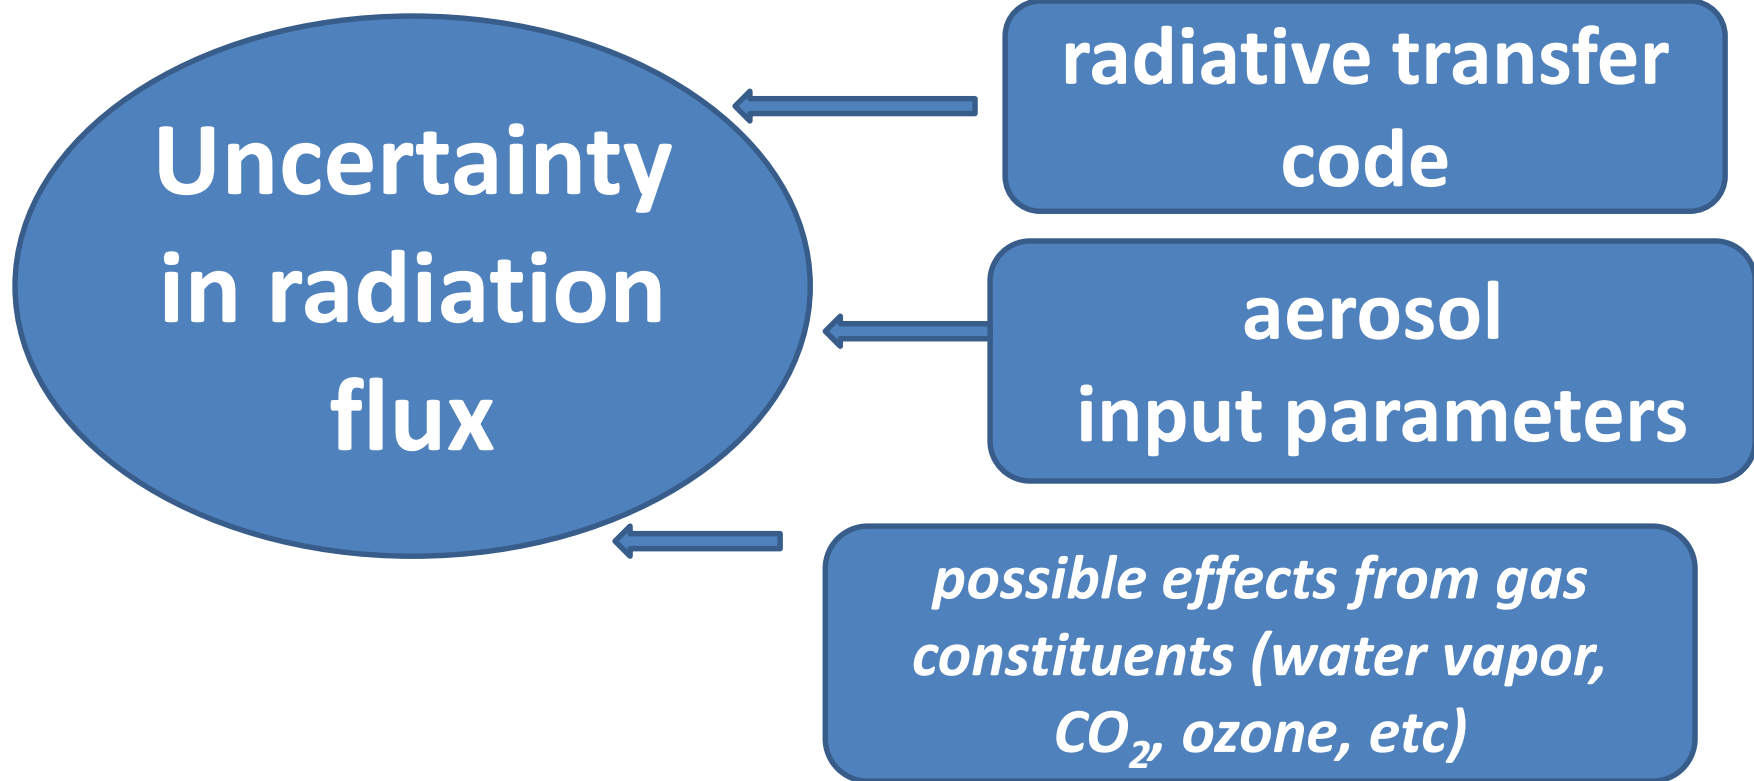 Uncertainty
in radiation
flux
radiative transfer
code
aerosol
input parameters
possible effects from gas
constituents (water vapor,
CO₂, ozone, etc)